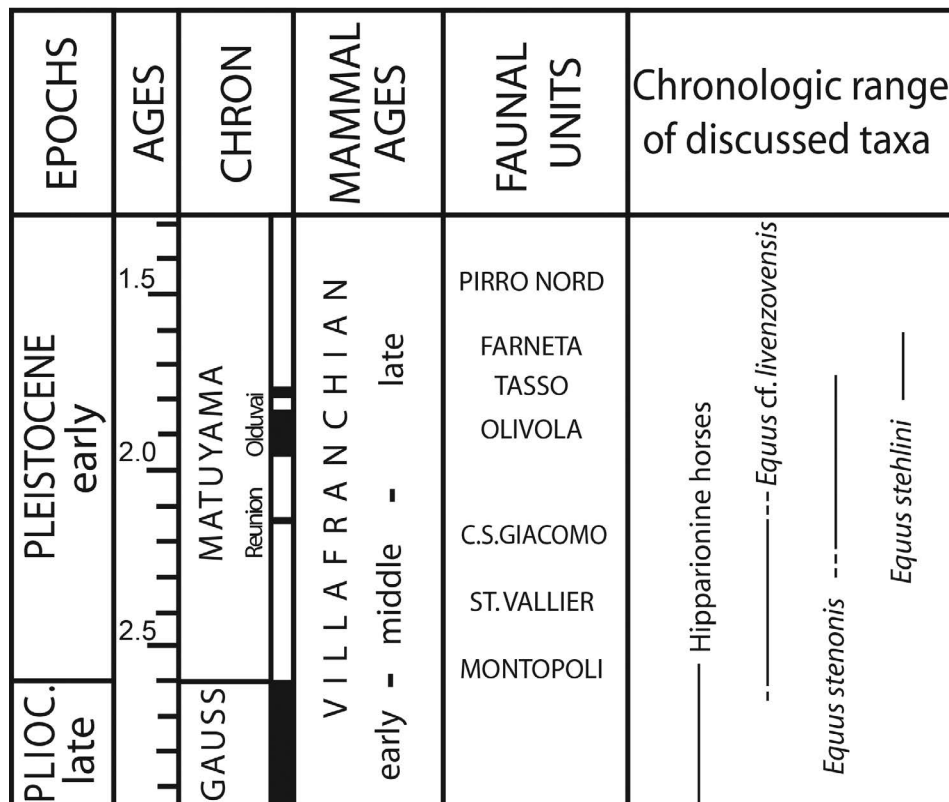 EPOCHS
AGES
CHRON
MAMMAL
AGES
FAUNAL
UNITS
Chronologic range
of discussed taxa
PLEISTOCENE
early
PLIOC.
late
1.5
2.0
2.5
MATUYAMA
Olduvai
Reunion
GAUSS
VILLAFRANCHIAN
early - middle - late
PIRRO NORD
FARNETA
TASSO
OLIVOLA
C.S.GIACOMO
ST. VALLIER
MONTOPOLI
Hipparionine horses
Equus cf. livenzovensis
Equus stenonis
Equus stehlini